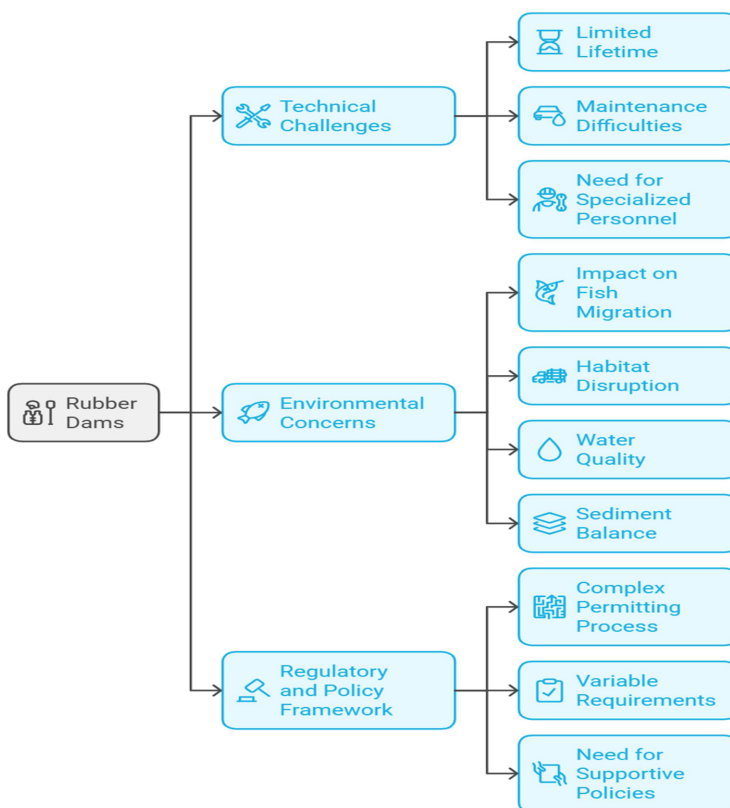 Rubber
Dams
Technical
Challenges
Limited
Lifetime
Maintenance
Difficulties
Need for
Specialized
Personnel
Environmental
Concerns
Impact on
Fish
Migration
Habitat
Disruption
Water
Quality
Sediment
Balance
Regulatory
and Policy
Framework
Complex
Permitting
Process
Variable
Requirements
Need for
Supportive
Policies